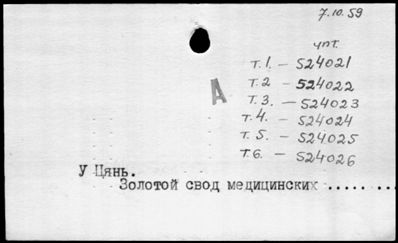 7.10.59
чпт.
т.1. – 524021
т.2 – 524022
т.3. – 524023
А
т.4. – 524024
т.5. – 524025
т.6. – 524026
У Цянь.
Золотой свод медицинских ..... ....